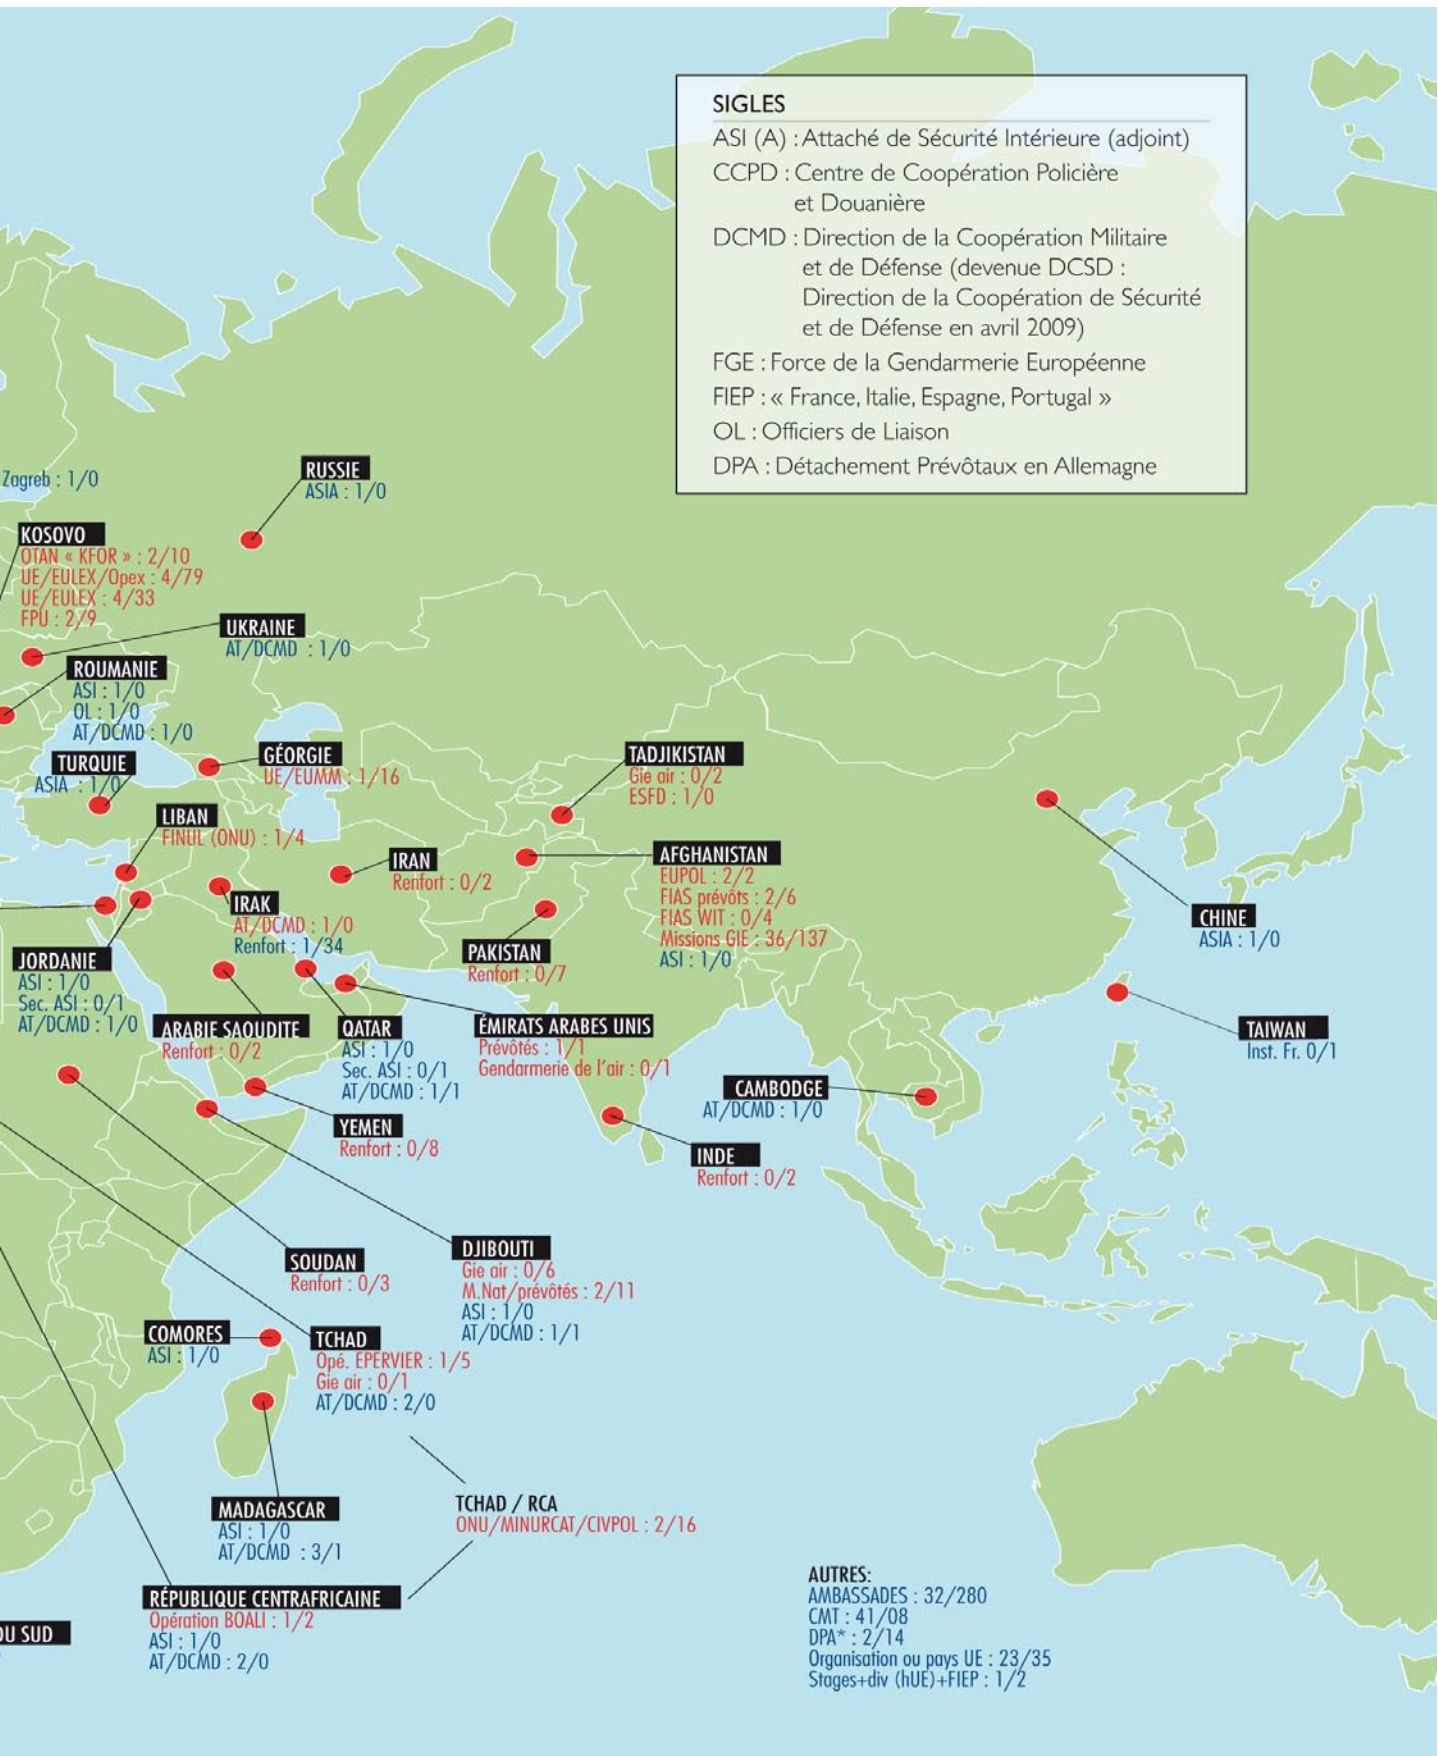 SIGLES
ASI (A) : Attaché de Sécurité Intérieure (adjoint)
CCPD : Centre de Coopération Policière
et Douanière
DCMD : Direction de la Coopération Militaire
et de Défense (devenue DCSD :
Direction de la Coopération de Sécurité
et de Défense en avril 2009)
FGE : Force de la Gendarmerie Européenne
FIEP : « France, Italie, Espagne, Portugal »
OL : Officiers de Liaison
DPA : Détachement Prévôtaux en Allemagne
Zagreb : 1/0
RUSSIE
ASIA : 1/0
KOSOVO
OTAN « KFOR » : 2/10
UE/EULEX/Opex : 4/79
UE/EULEX : 4/33
FPU : 2/9
UKRAINE
AT/DCMD : 1/0
ROUMANIE
ASI : 1/0
OL : 1/0
AT/DCMD : 1/0
TURQUIE
ASIA : 1/0
GÉORGIE
UE/EUMM : 1/16
TADJIKISTAN
Gie air : 0/2
ESFD : 1/0
LIBAN
FINUL (ONU) : 1/4
IRAN
Renfort : 0/2
AFGHANISTAN
EUPOL : 2/2
FIAS prévôts : 2/6
FIAS WIT : 0/4
Missions GIE : 36/137
ASI : 1/0
IRAK
AT/DCMD : 1/0
Renfort : 1/34
CHINE
ASIA : 1/0
PAKISTAN
Renfort : 0/7
JORDANIE
ASI : 1/0
Sec. ASI : 0/1
AT/DCMD : 1/0
ARABIE SAOUDITE
Renfort : 0/2
QATAR
ASI : 1/0
Sec. ASI : 0/1
AT/DCMD : 1/1
ÉMIRATS ARABES UNIS
Prévôtés : 1/1
Gendarmerie de l'air : 0/1
TAIWAN
Inst. Fr. 0/1
CAMBODGE
AT/DCMD : 1/0
YEMEN
Renfort : 0/8
INDE
Renfort : 0/2
SOUDAN
Renfort : 0/3
DJIBOUTI
Gie air : 0/6
M.Nat/prévôtés : 2/11
ASI : 1/0
AT/DCMD : 1/1
COMORES
ASI : 1/0
TCHAD
Opé. EPERVIER : 1/5
Gie air : 0/1
AT/DCMD : 2/0
MADAGASCAR
ASI : 1/0
AT/DCMD : 3/1
TCHAD / RCA
ONU/MINURCAT/CIVPOL : 2/16
RÉPUBLIQUE CENTRAFRICAINE
Opération BOALI : 1/2
ASI : 1/0
AT/DCMD : 2/0
DU SUD
AUTRES:
AMBASSADES : 32/280
CMT : 41/08
DPA* : 2/14
Organisation ou pays UE : 23/35
Stages+div (hUE)+FIEP : 1/2